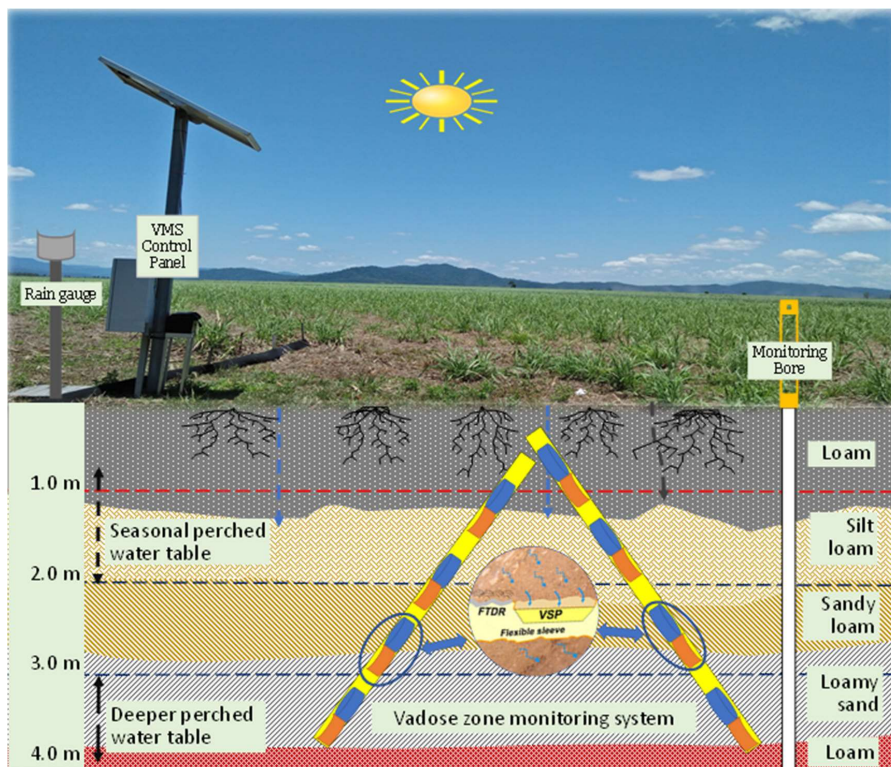 VMS
Control
Panel
Rain gauge
Monitoring
Bore
Loam
1.0 m
Seasonal perched
water table
Silt
loam
2.0 m
FTDR
VSP
Flexible sleeve
Sandy
loam
3.0 m
Deeper perched
water table
Vadose zone monitoring system
Loamy
sand
4.0 m
Loam